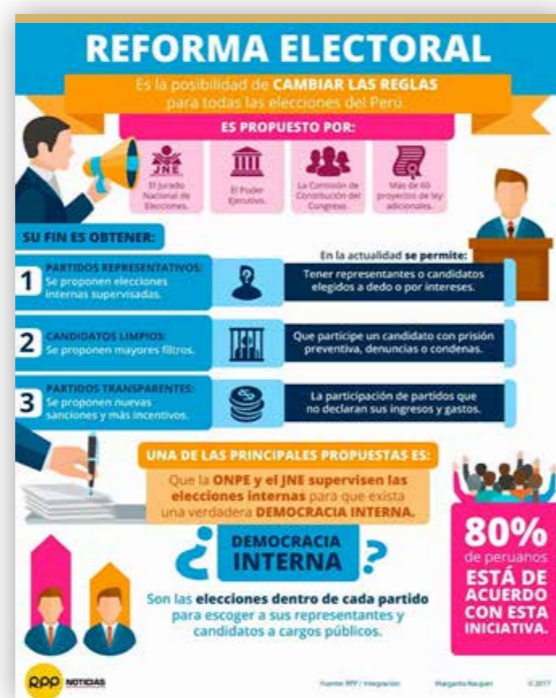 REFORMA ELECTORAL
Es la posibilidad de CAMBIAR LAS REGLAS
para todas las elecciones del Perú.
ES PROPUESTO POR:
JNE
El Jurado
Nacional de
Elecciones.
El Poder
Ejecutivo.
La Comisión de
Constitución del
Congreso.
Más de 60
proyectos de ley
adicionales.
SU FIN ES OBTENER:
En la actualidad se permite:
1
PARTIDOS REPRESENTATIVOS:
Se proponen elecciones
internas supervisadas.
Tener representantes o candidatos
elegidos a dedo o por intereses.
2
CANDIDATOS LIMPIOS:
Se proponen mayores filtros.
Que participe un candidato con prisión
preventiva, denuncias o condenas.
3
PARTIDOS TRANSPARENTES:
Se proponen nuevas
sanciones y más incentivos.
La participación de partidos que
no declaran sus ingresos y gastos.
UNA DE LAS PRINCIPALES PROPUESTAS ES:
Que la ONPE y el JNE supervisen las
elecciones internas para que exista
una verdadera DEMOCRACIA INTERNA.
¿DEMOCRACIA
INTERNA?
Son las elecciones dentro de cada partido
para escoger a sus representantes y
candidatos a cargos públicos.
80%
de peruanos
ESTÁ DE
ACUERDO
CON ESTA
INICIATIVA.
RPP NOTICIAS
Fuente: RPP / Integración
Margarita
2017